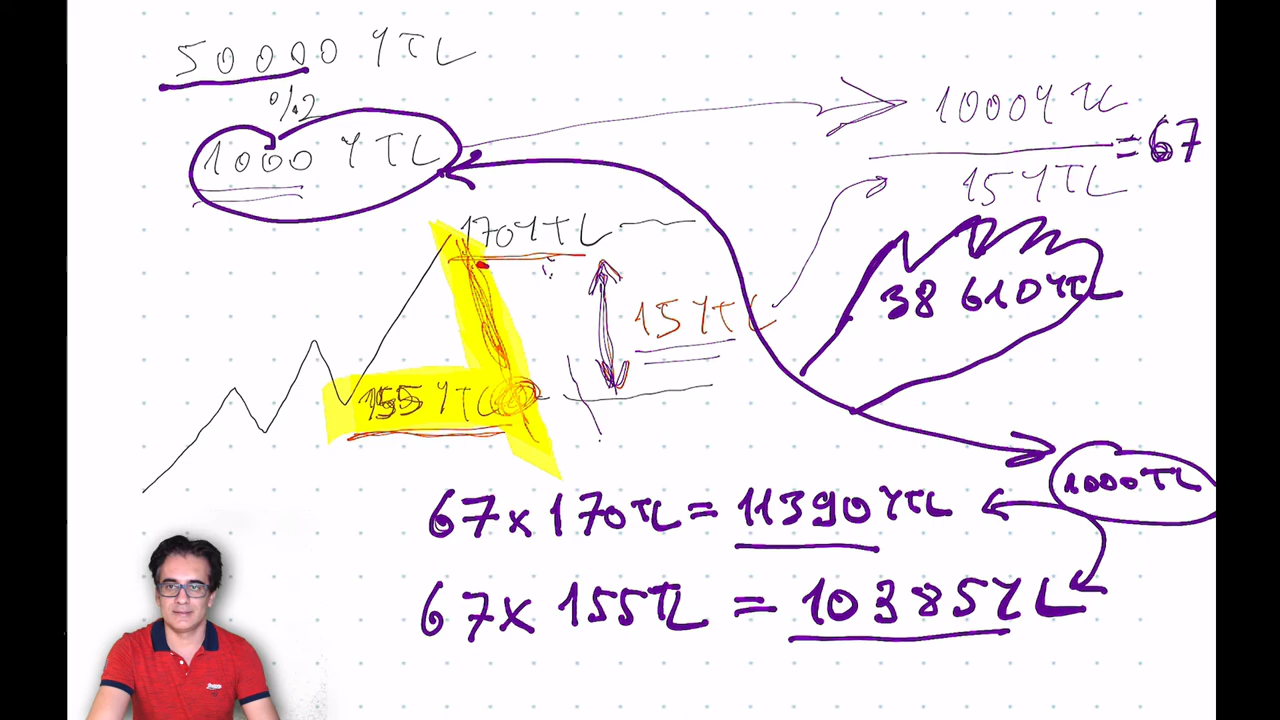 50000 YTL
%2
1000 YTL
1000 YTL
15 YTL
= 67
170 YTL
15 YTL
38 610 YTL
155 YTL
1000 TL
67 x 170 TL = 11390 YTL
67 x 155 TL = 10385 YL